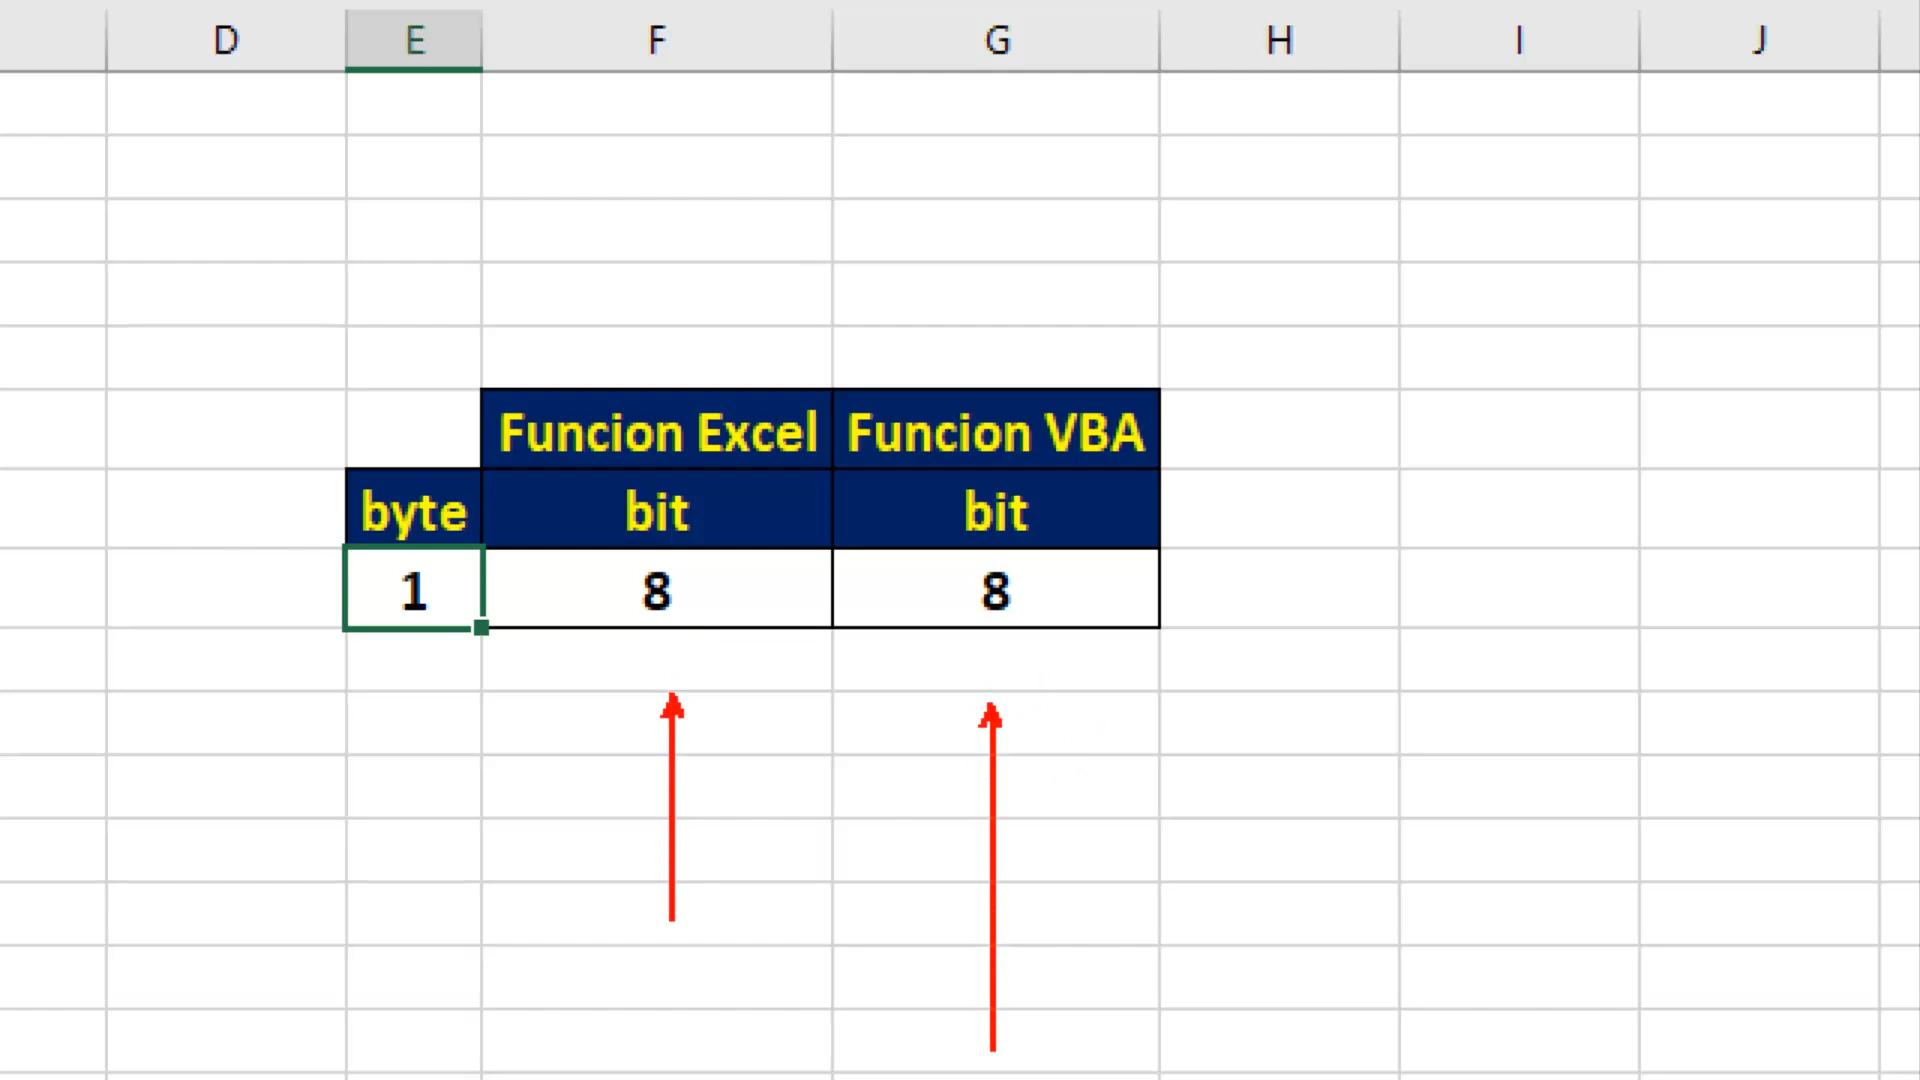 D E F G H I J
Funcion Excel Funcion VBA
byte bit bit
1 8 8